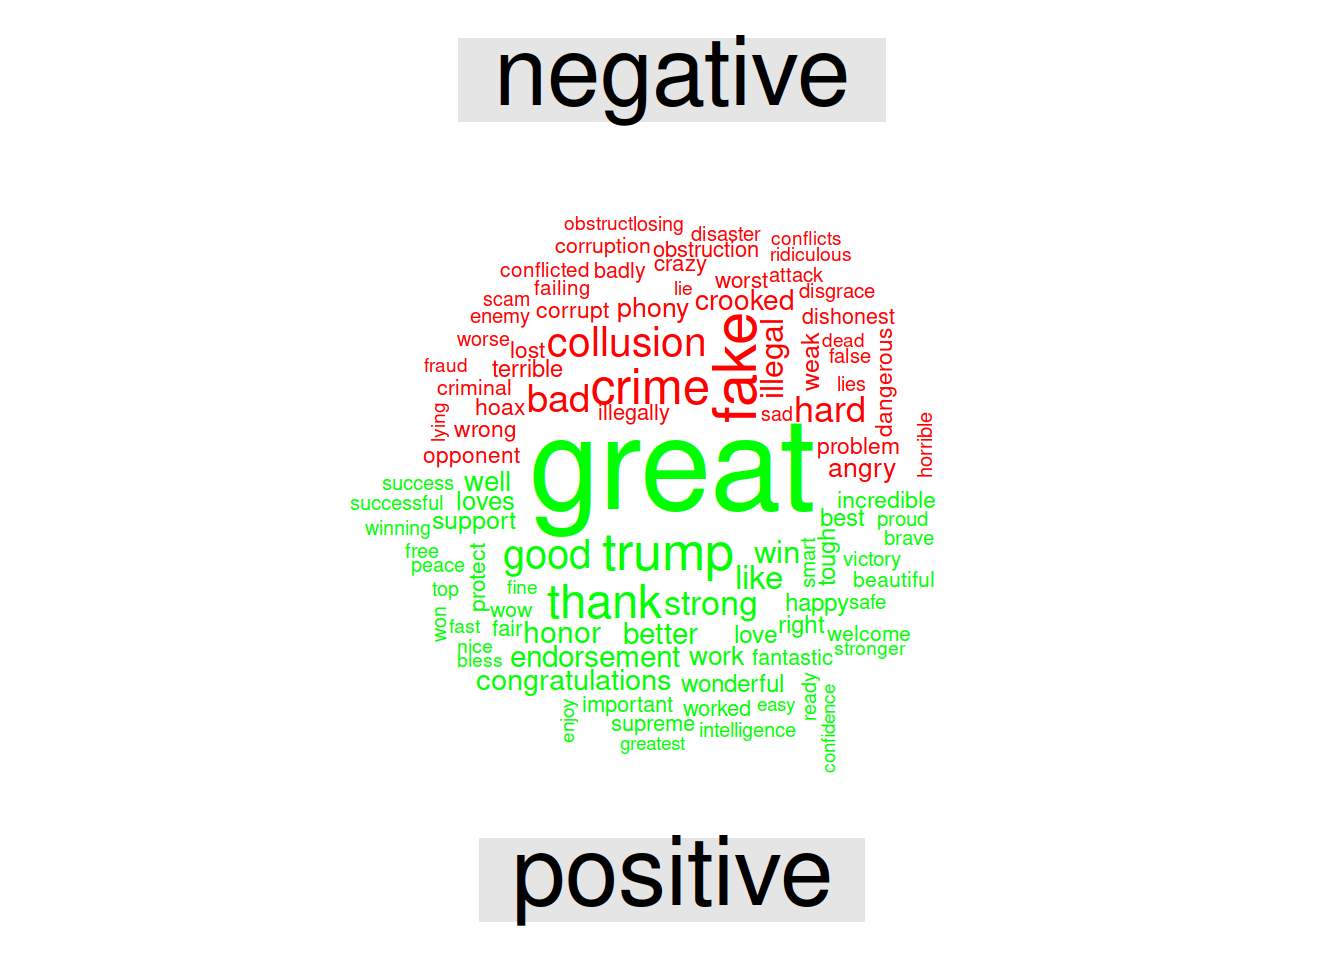 negative
obstruct losing
disaster
conflicts
corruption obstruction ridiculous
conflicted badly crazy
worst attack
failing lie
disgrace
scam
corrupt phony crooked
enemy
dishonest
fake
illegal
worse
lost collusion
weak
dead
false
dangerous
fraud
terrible
criminal
bad crime
lies
hoax
illegally
sad hard
lying
wrong
horrible
opponent
problem
angry
great
success well
successful loves
incredible
winning support
best proud
brave
free
peace
protect
good trump win
smart
tough
victory
top
fine
like
beautiful
won
wow
thank strong
happy safe
fast fair honor better love right welcome
nice
bless
endorsement work fantastic
stronger
congratulations wonderful
ready
confidence
enjoy
important worked easy
supreme intelligence
greatest
positive